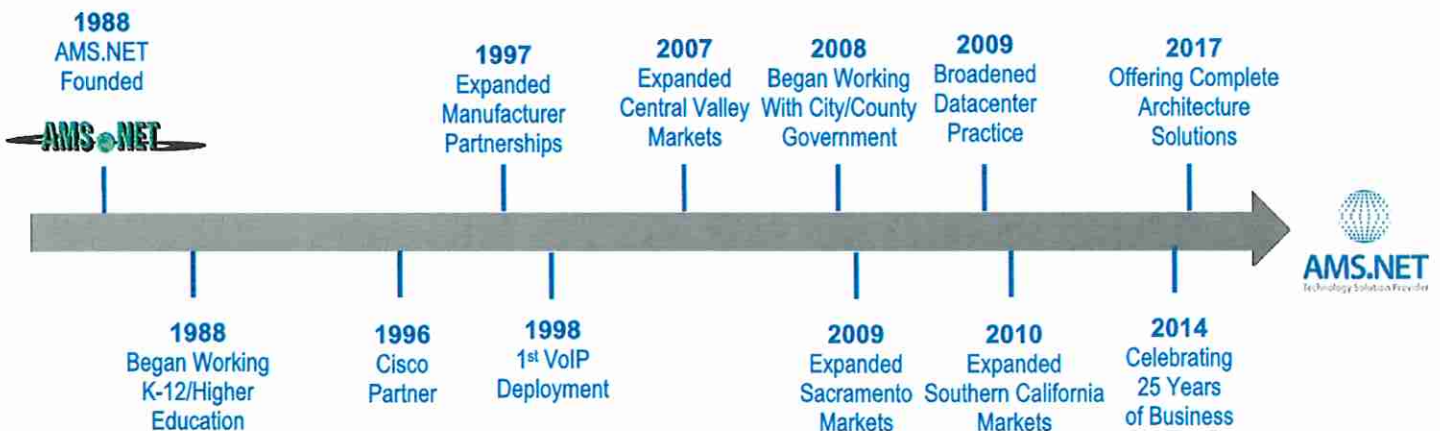 1988
AMS.NET
Founded
AMS.NET
1997
Expanded
Manufacturer
Partnerships
2007
Expanded
Central Valley
Markets
2008
Began Working
With City/County
Government
2009
Broadened
Datacenter
Practice
2017
Offering Complete
Architecture
Solutions
AMS.NET
Technology Solution Provider
1988
Began Working
K-12/Higher
Education
1996
Cisco
Partner
1998
1st VoIP
Deployment
2009
Expanded
Sacramento
Markets
2010
Expanded
Southern California
Markets
2014
Celebrating
25 Years
of Business